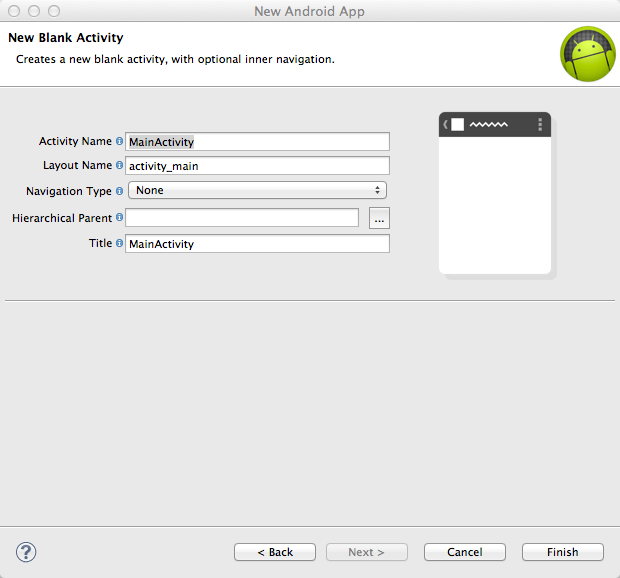 New Android App
New Blank Activity
Creates a new blank activity, with optional inner navigation.
Activity Name MainActivity
Layout Name activity_main
Navigation Type None
Hierarchical Parent ...
Title MainActivity
? < Back Next > Cancel Finish